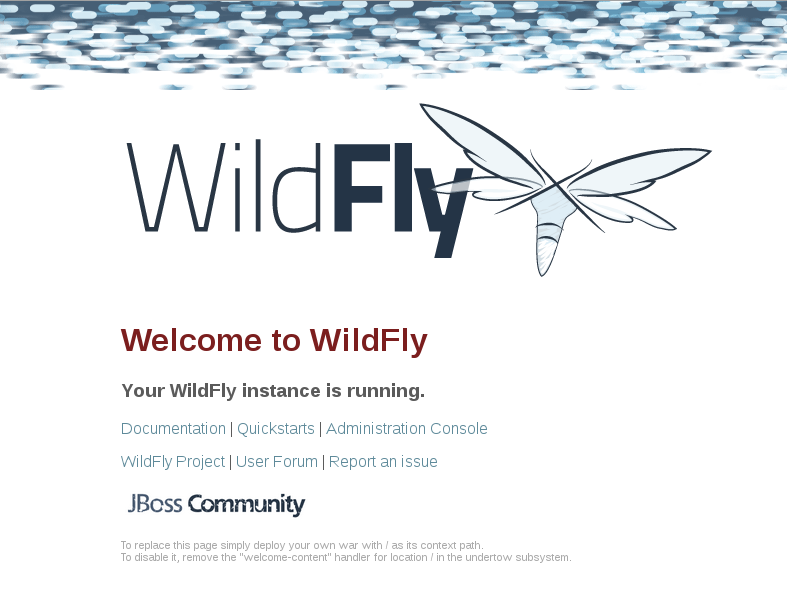 WildFly
Welcome to WildFly
Your WildFly instance is running.
Documentation | Quickstarts | Administration Console
WildFly Project | User Forum | Report an issue
JBoss Community
To replace this page simply deploy your own war with / as its context path.
To disable it, remove the "welcome-content" handler for location / in the undertow subsystem.